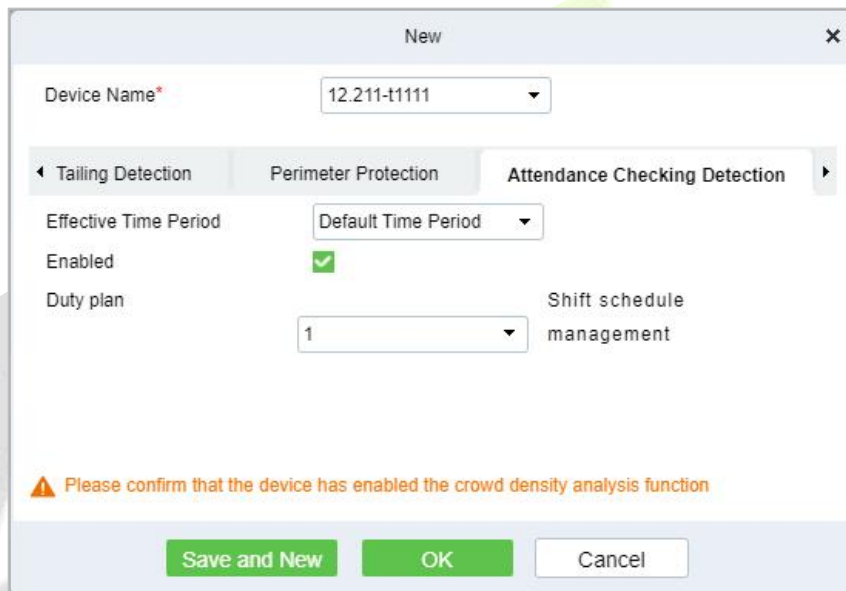 New
Device Name*
12.211-t1111
Tailing Detection
Perimeter Protection
Attendance Checking Detection
Effective Time Period
Default Time Period
Enabled
Duty plan
1
Shift schedule
management
Please confirm that the device has enabled the crowd density analysis function
Save and New
OK
Cancel